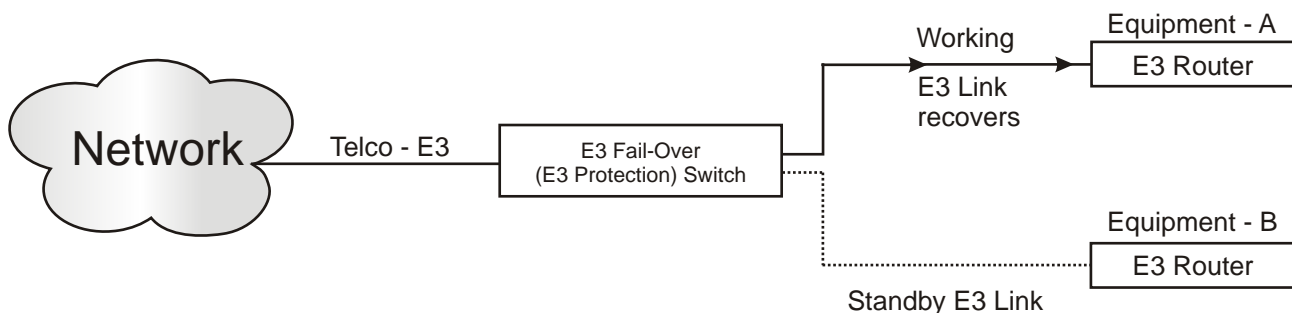 Network
Telco - E3
E3 Fail-Over
(E3 Protection) Switch
Working
E3 Link
recovers
Equipment - A
E3 Router
Equipment - B
E3 Router
Standby E3 Link